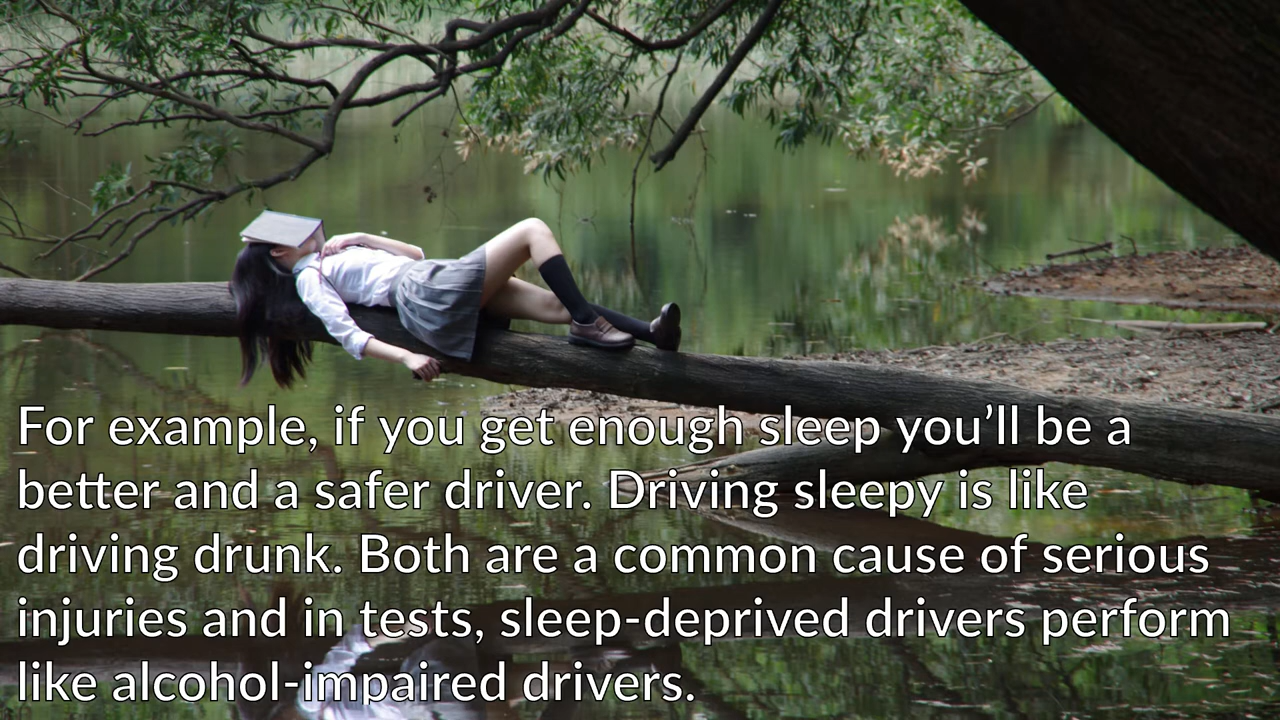 For example, if you get enough sleep you’ll be a
better and a safer driver. Driving sleepy is like
driving drunk. Both are a common cause of serious
injuries and in tests, sleep-deprived drivers perform
like alcohol-impaired drivers.